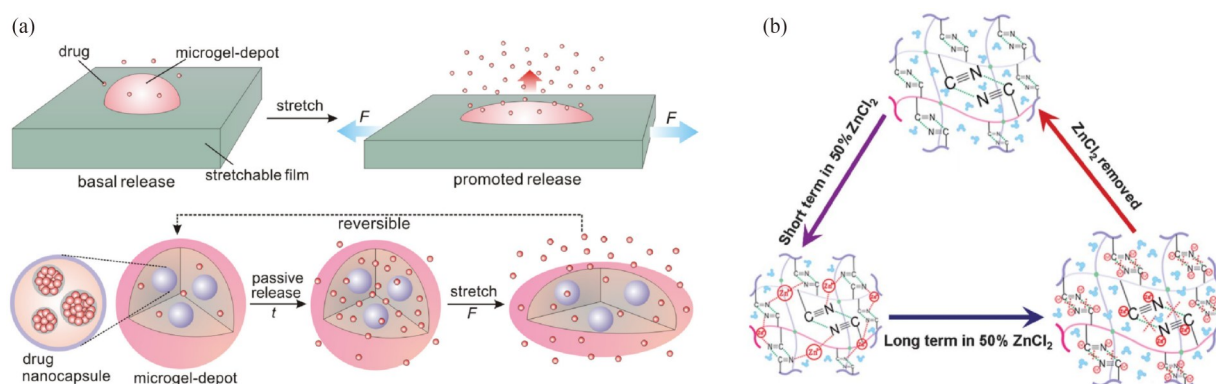 (a)
drug
microgel-depot
stretch
F
F
basal release
stretchable film
promoted release
reversible
passive
release
t
stretch
F
drug
nanocapsule
microgel-depot
(b)
C≡N
N≡C
Short term in 50% ZnCl2
ZnCl2 removed
Long term in 50% ZnCl2
C≡N
N≡C
C N
N C